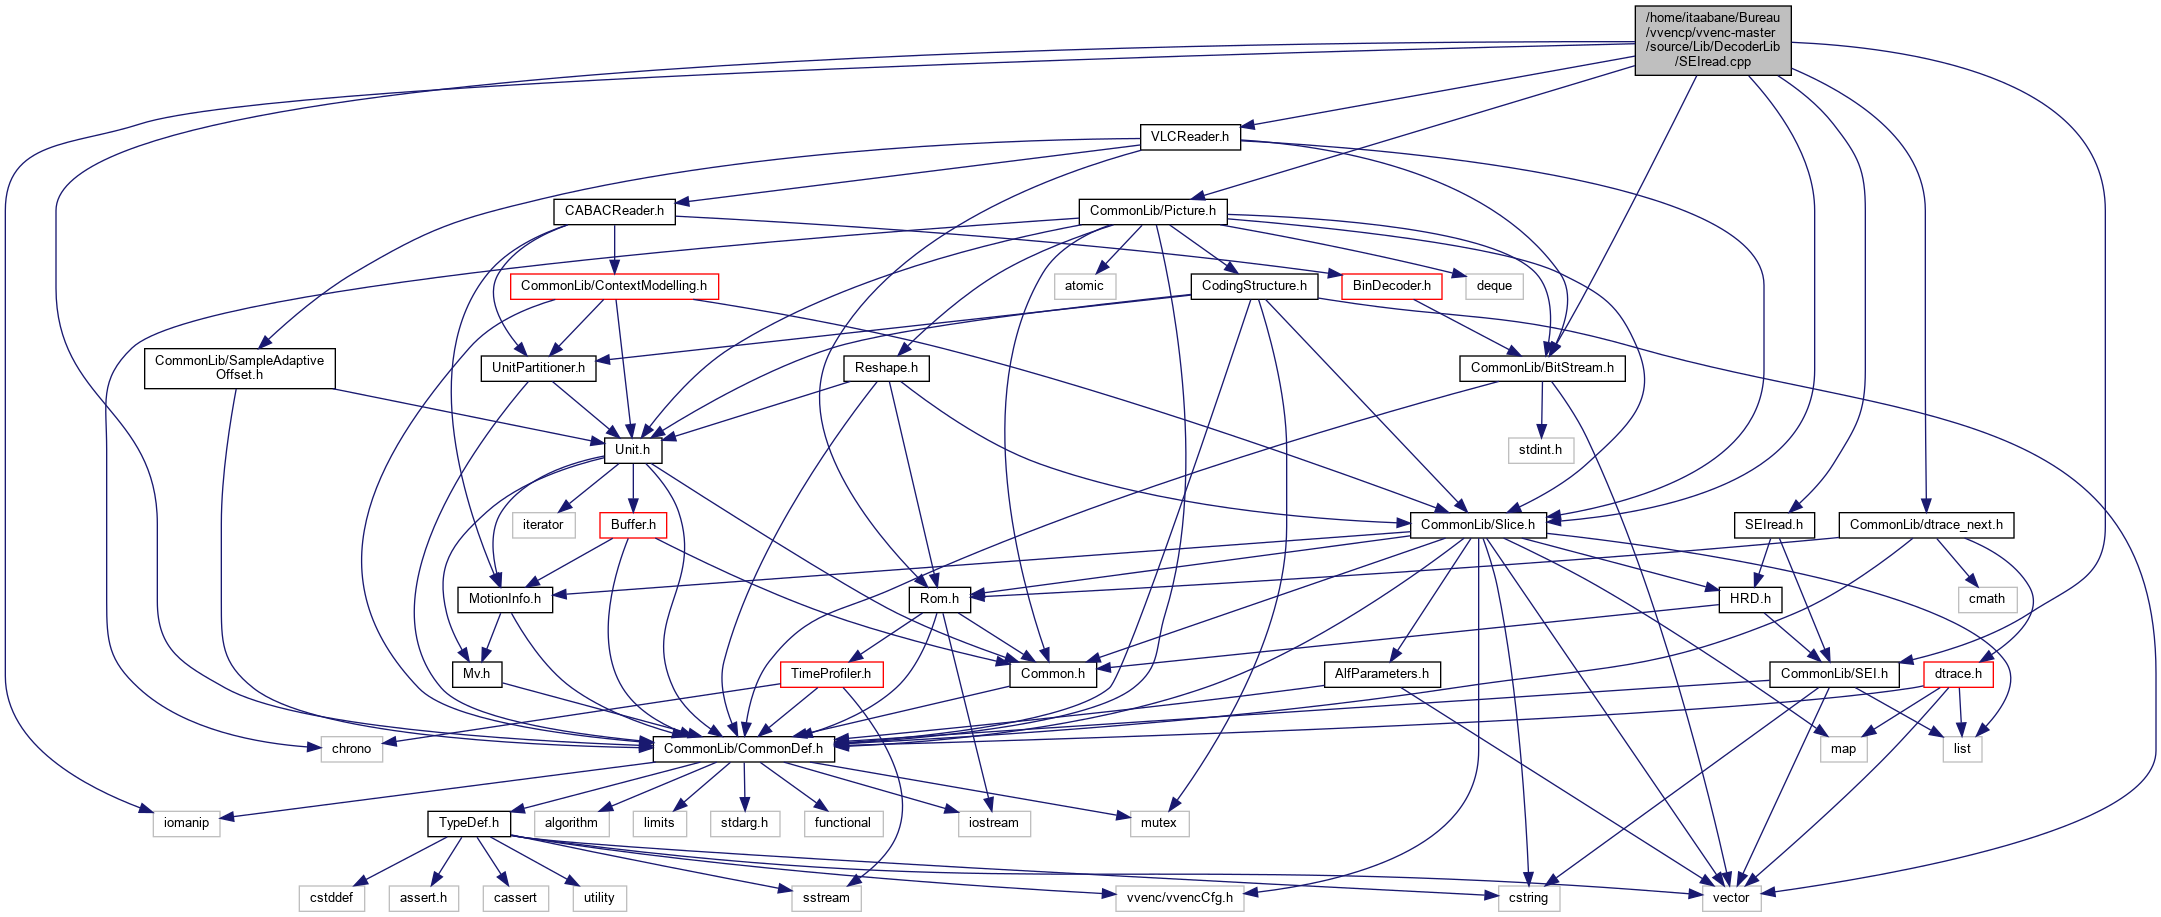 /home/itaabane/Bureau
/vvencp/vvenc-master
/source/Lib/DecoderLib
/SEIread.cpp
VLCReader.h
CABACReader.h
CommonLib/Picture.h
CommonLib/ContextModelling.h
atomic
CodingStructure.h
BinDecoder.h
deque
CommonLib/SampleAdaptive
Offset.h
UnitPartitioner.h
Reshape.h
CommonLib/BitStream.h
Unit.h
stdint.h
iterator
Buffer.h
CommonLib/Slice.h
SEIread.h
CommonLib/dtrace_next.h
MotionInfo.h
Rom.h
HRD.h
cmath
Mv.h
TimeProfiler.h
Common.h
AlfParameters.h
CommonLib/SEI.h
dtrace.h
chrono
CommonLib/CommonDef.h
map
list
iomanip
TypeDef.h
algorithm
limits
stdarg.h
functional
iostream
mutex
cstddef
assert.h
cassert
utility
sstream
vvenc/vvencCfg.h
cstring
vector